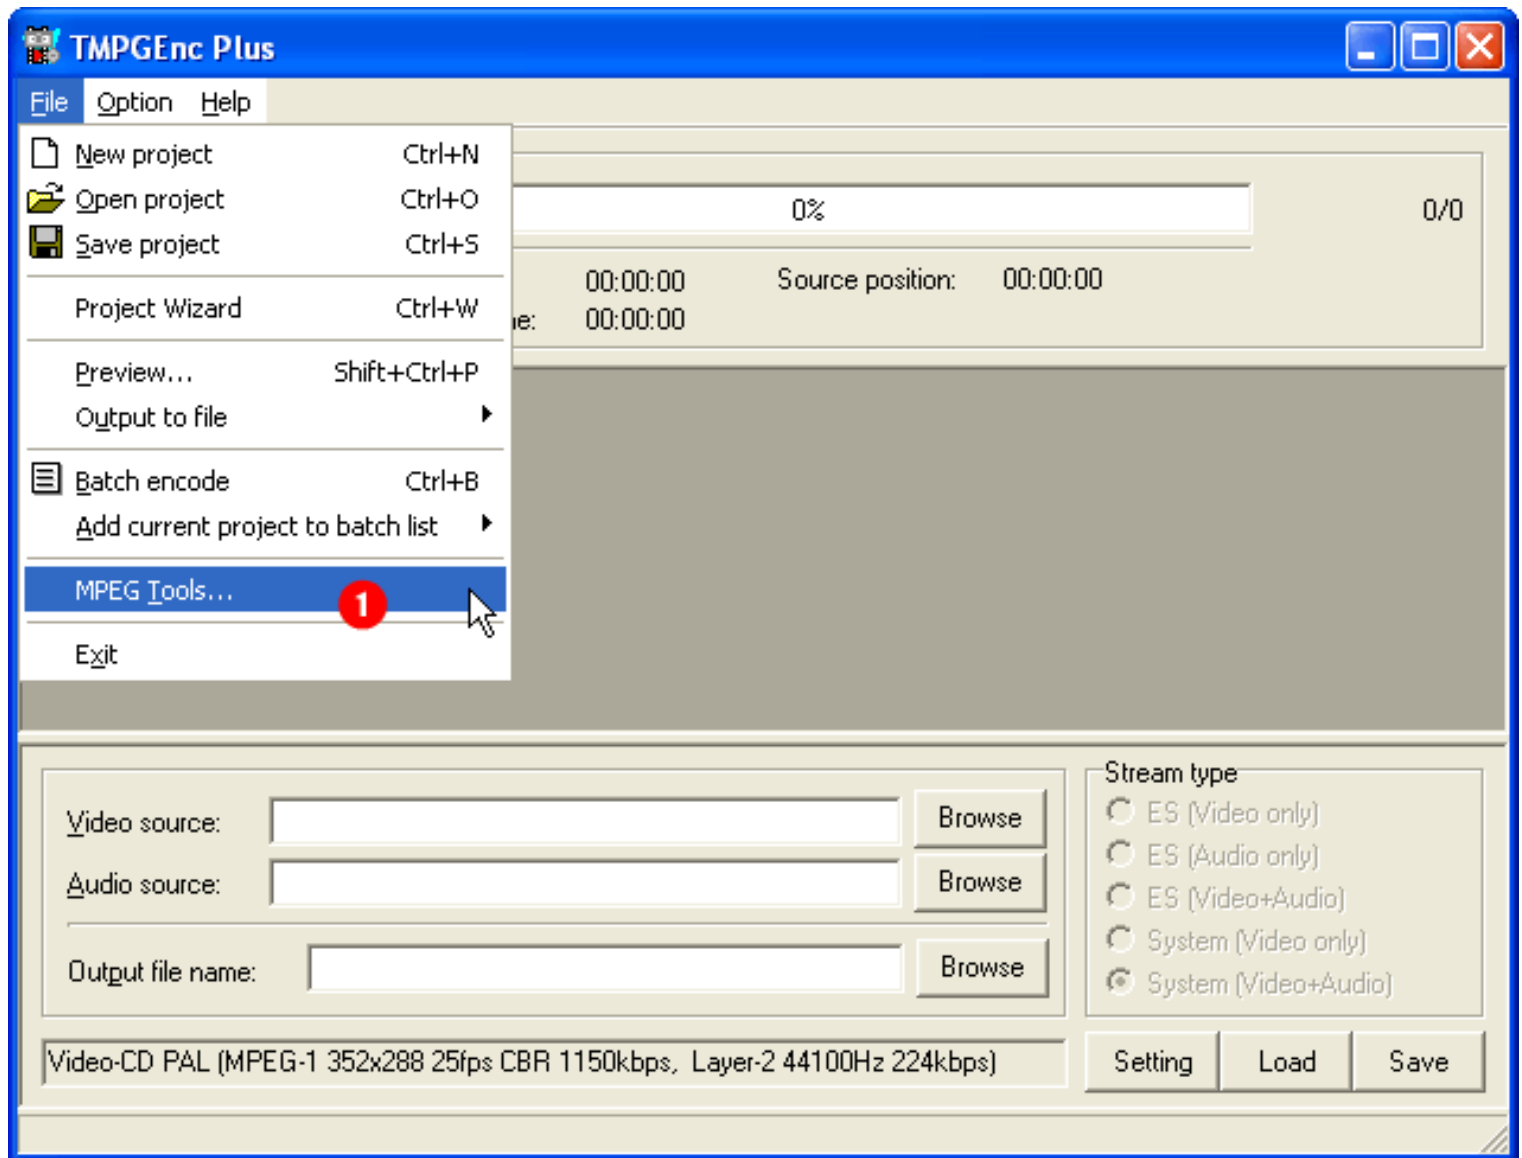 TMPGEnc Plus
File Option Help
New project Ctrl+N
Open project Ctrl+O
Save project Ctrl+S
Project Wizard Ctrl+W
Preview... Shift+Ctrl+P
Output to file
Batch encode Ctrl+B
Add current project to batch list
MPEG Tools... 1
Exit
0% 0/0
00:00:00 Source position: 00:00:00
00:00:00
Video source: Browse
Audio source: Browse
Output file name: Browse
Stream type
ES (Video only)
ES (Audio only)
ES (Video+Audio)
System (Video only)
System (Video+Audio)
Video-CD PAL (MPEG-1 352x288 25fps CBR 1150kbps, Layer-2 44100Hz 224kbps)
Setting Load Save